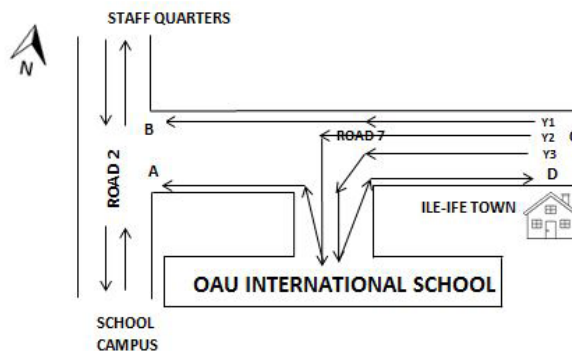 STAFF QUARTERS
N
B
Y1
ROAD 7
Y2
Y3
A
D
ROAD 2
ILE-IFE TOWN
OAU INTERNATIONAL SCHOOL
SCHOOL
CAMPUS